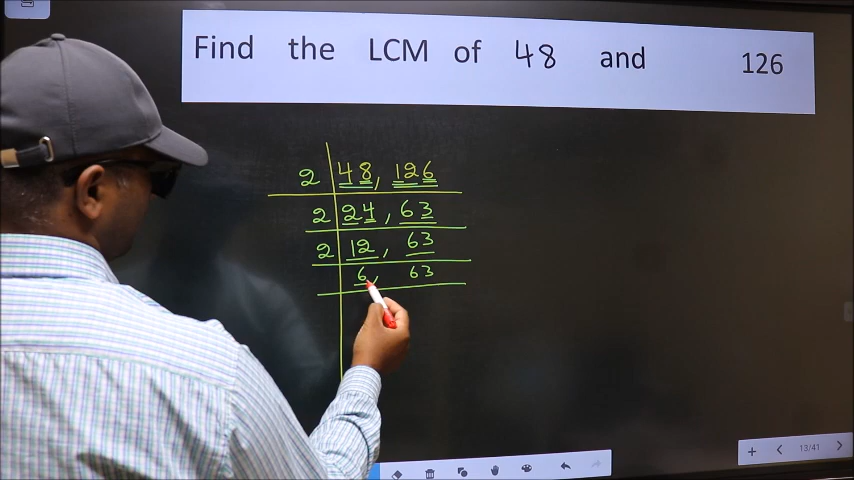 Find the LCM of 48 and 126
2 48, 126
2 24, 63
2 12, 63
6, 63
13/41